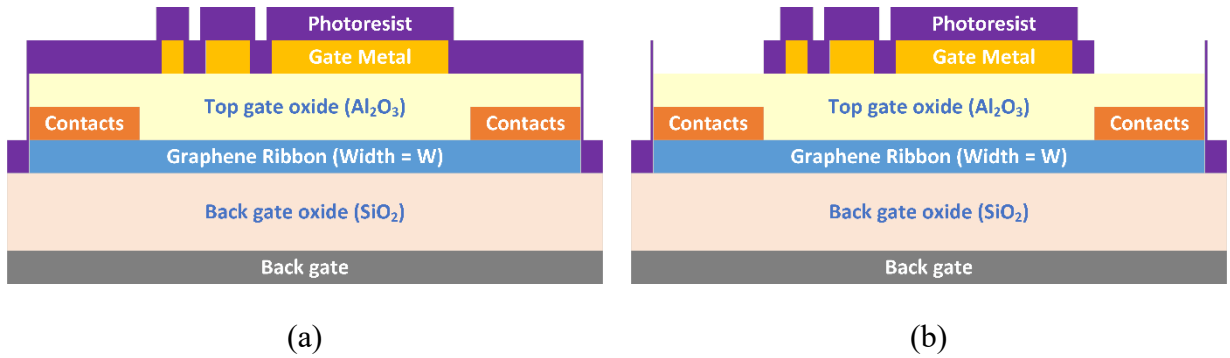 Photoresist
Gate Metal
Top gate oxide (Al₂O₃)
Contacts Contacts
Graphene Ribbon (Width = W)
Back gate oxide (SiO₂)
Back gate
(a)
Photoresist
Gate Metal
Top gate oxide (Al₂O₃)
Contacts Contacts
Graphene Ribbon (Width = W)
Back gate oxide (SiO₂)
Back gate
(b)